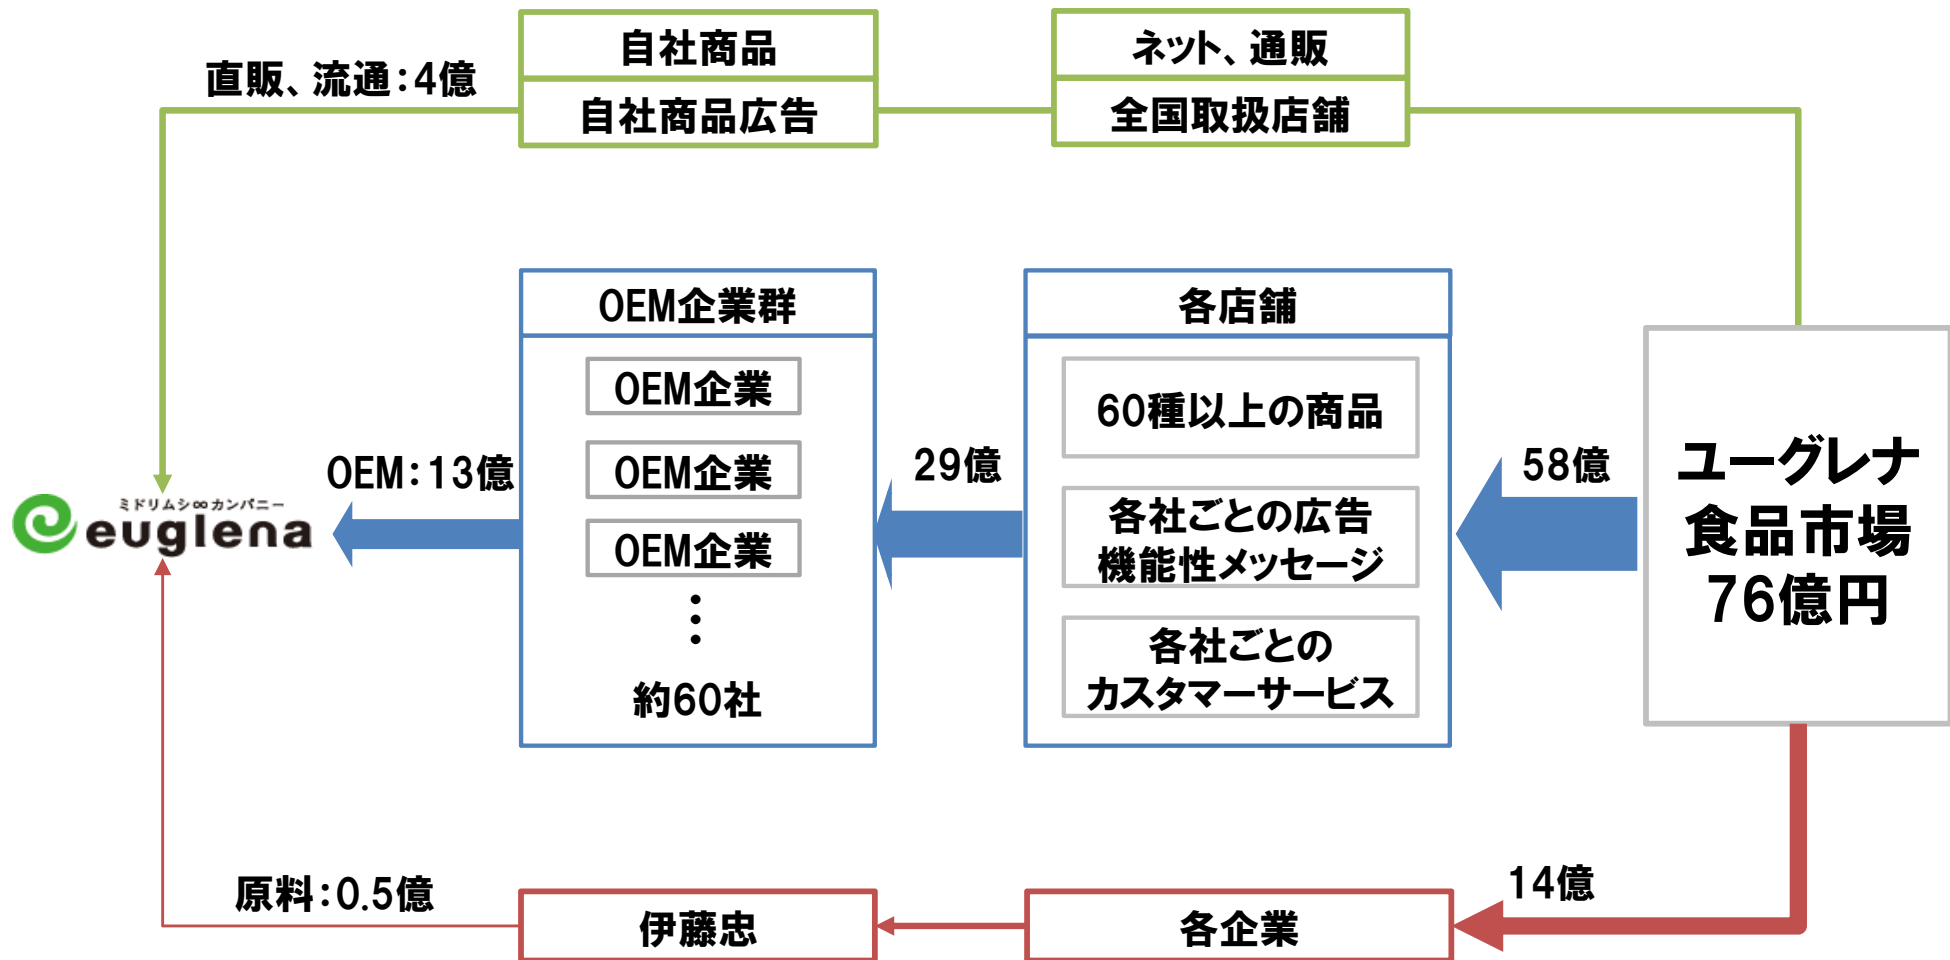 自社商品
自社商品広告
ネット、通販
全国取扱店舗
直販、流通：4億
OEM企業群
OEM企業
OEM企業
OEM企業
⋮
約60社
各店舗
60種以上の商品
各社ごとの広告
機能性メッセージ
各社ごとの
カスタマーサービス
OEM：13億
29億
58億
ユーグレナ
食品市場
76億円
ミドリムシ∞カンパニー
euglena
原料：0.5億
伊藤忠
各企業
14億